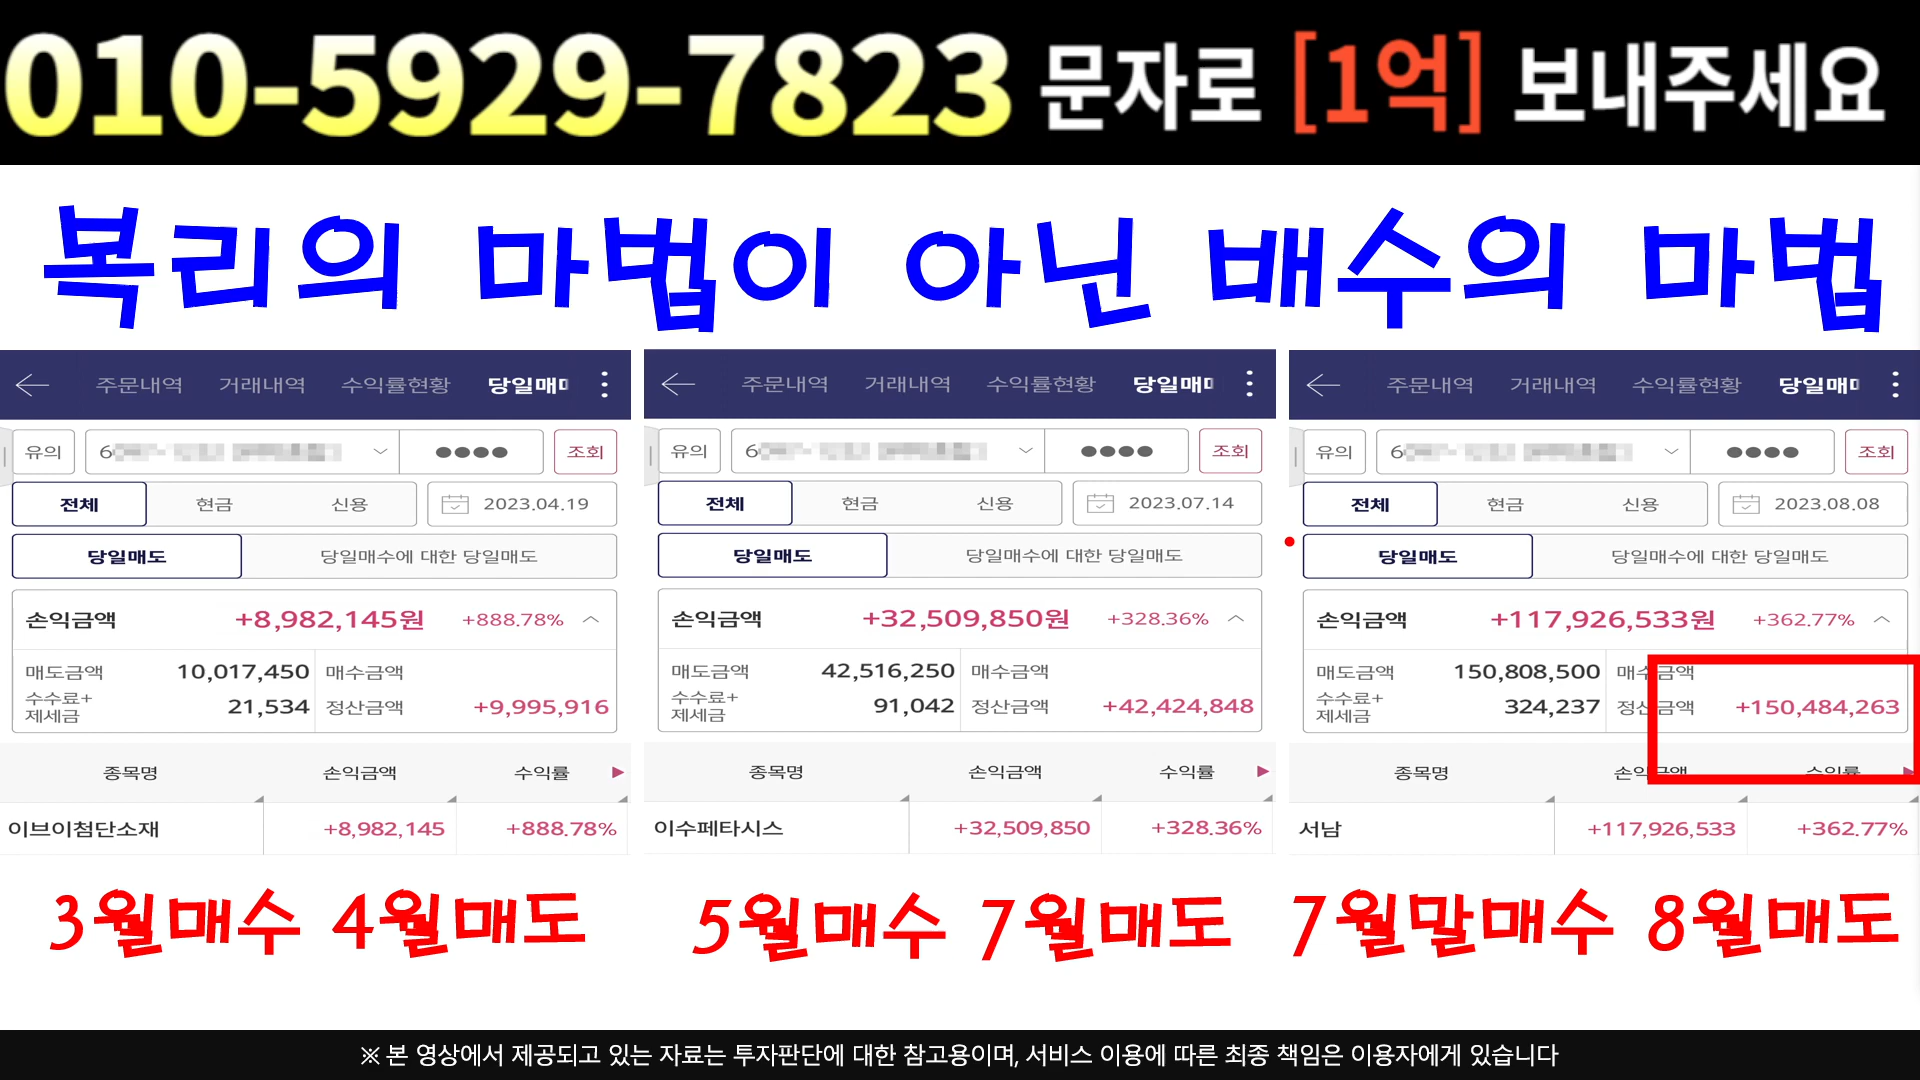 010-5929-7823 문자로 [1억] 보내주세요
복리의 마법이 아닌 배수의 마법
주문내역 거래내역 수익률현황 당일매
유의 6 ●●●● 조회
전체 현금 신용 2023.04.19
당일매도 당일매수에 대한 당일매도
손익금액 +8,982,145원 +888.78%
매도금액 10,017,450 매수금액
수수료+
제세금 21,534 정산금액 +9,995,916
종목명 손익금액 수익률
이브이첨단소재 +8,982,145 +888.78%
3월매수 4월매도
주문내역 거래내역 수익률현황 당일매
유의 6 ●●●● 조회
전체 현금 신용 2023.07.14
당일매도 당일매수에 대한 당일매도
손익금액 +32,509,850원 +328.36%
매도금액 42,516,250 매수금액
수수료+
제세금 91,042 정산금액 +42,424,848
종목명 손익금액 수익률
이수페타시스 +32,509,850 +328.36%
5월매수 7월매도
주문내역 거래내역 수익률현황 당일매
유의 6 ●●●● 조회
전체 현금 신용 2023.08.08
당일매도 당일매수에 대한 당일매도
손익금액 +117,926,533원 +362.77%
매도금액 150,808,500 매수금액
수수료+
제세금 324,237 정산금액 +150,484,263
종목명 손익금액 수익률
서남 +117,926,533 +362.77%
7월말매수 8월매도
※ 본 영상에서 제공되고 있는 자료는 투자판단에 대한 참고용이며, 서비스 이용에 따른 최종 책임은 이용자에게 있습니다